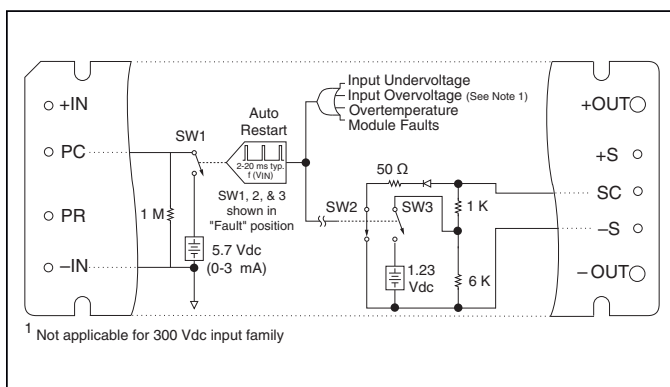 +IN
PC
PR
–IN
SW1
1 M
5.7 Vdc
(0-3 mA)
Auto
Restart
2-20 ms typ.
f (VIN)
SW1, 2, & 3
shown in
"Fault" position
Input Undervoltage
Input Overvoltage (See Note 1)
Overtemperature
Module Faults
50 Ω
SW2
SW3
1 K
1.23
Vdc
6 K
+OUT
+S
SC
–S
–OUT
1 Not applicable for 300 Vdc input family